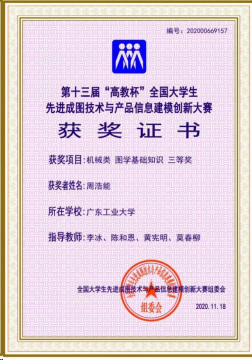 编号：202000669157
第十三届“高教杯”全国大学生
先进成图技术与产品信息建模创新大赛
获奖证书
获奖项目：机械类 图学基础知识 三等奖
获奖者姓名：周浩能
所在学校：广东工业大学
指导教师：李冰、陈和恩、黄宪明、莫春柳
全国大学生先进成图技术与产品信息建模创新大赛组委会
组委会
2020.11.18